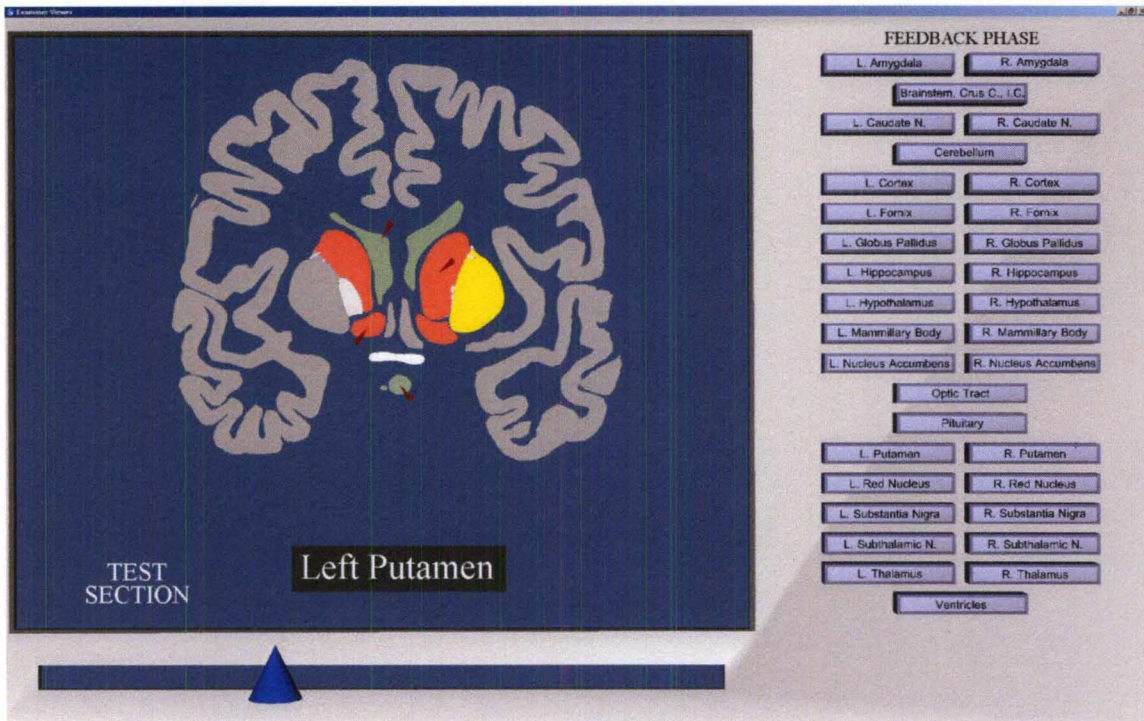 Examiner Viewer
FEEDBACK PHASE
L. Amygdala
R. Amygdala
Brainstem, Crus C., I.C.
L. Caudate N.
R. Caudate N.
Cerebellum
L. Cortex
R. Cortex
L. Fornix
R. Fornix
L. Globus Pallidus
R. Globus Pallidus
L. Hippocampus
R. Hippocampus
L. Hypothalamus
R. Hypothalamus
L. Mammillary Body
R. Mammillary Body
L. Nucleus Accumbens
R. Nucleus Accumbens
Optic Tract
Pituitary
L. Putamen
R. Putamen
L. Red Nucleus
R. Red Nucleus
L. Substantia Nigra
R. Substantia Nigra
L. Subthalamic N.
R. Subthalamic N.
L. Thalamus
R. Thalamus
Ventricles
TEST
SECTION
Left Putamen